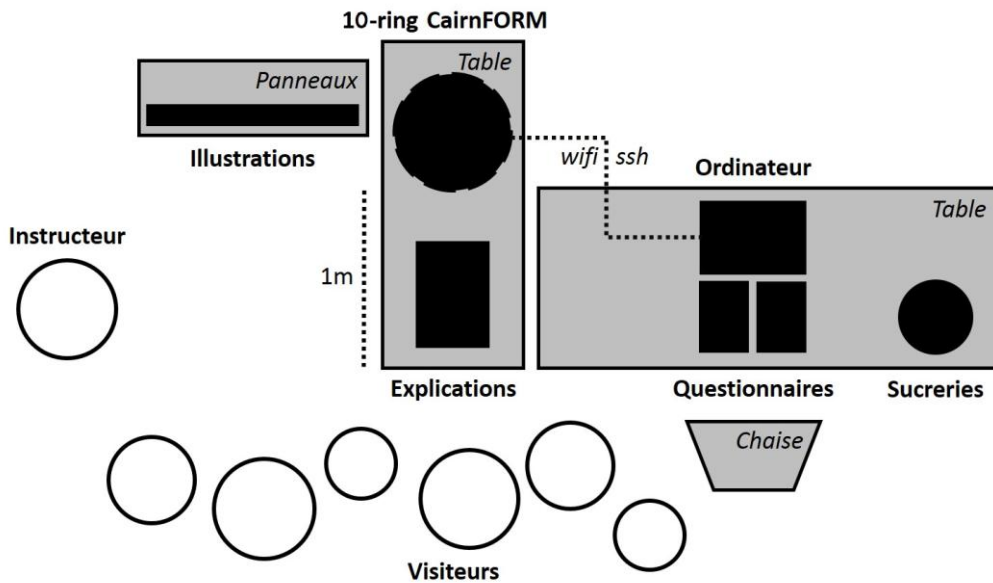 10-ring CairnFORM
Table
Panneaux
Illustrations
wifi ssh
Ordinateur
Table
Instructeur
1m
Explications
Questionnaires
Sucreries
Chaise
Visiteurs